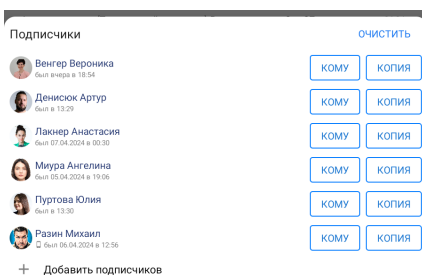 Подписчики
ОЧИСТИТЬ
Венгер Вероника
был вчера в 18:54
КОМУ
КОПИЯ
Денисюк Артур
был в 13:29
КОМУ
КОПИЯ
Лакнер Анастасия
был 07.04.2024 в 00:30
КОМУ
КОПИЯ
Миура Ангелина
был 05.04.2024 в 19:06
КОМУ
КОПИЯ
Пуртова Юлия
был в 13:30
КОМУ
КОПИЯ
Разин Михаил
был 06.04.2024 в 12:56
КОМУ
КОПИЯ
+ Добавить подписчиков